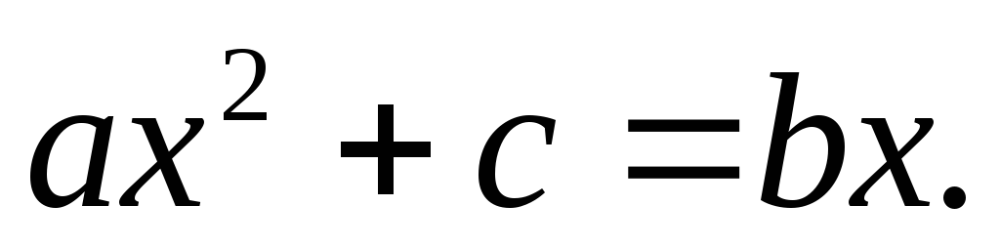 ax² + c = bx.